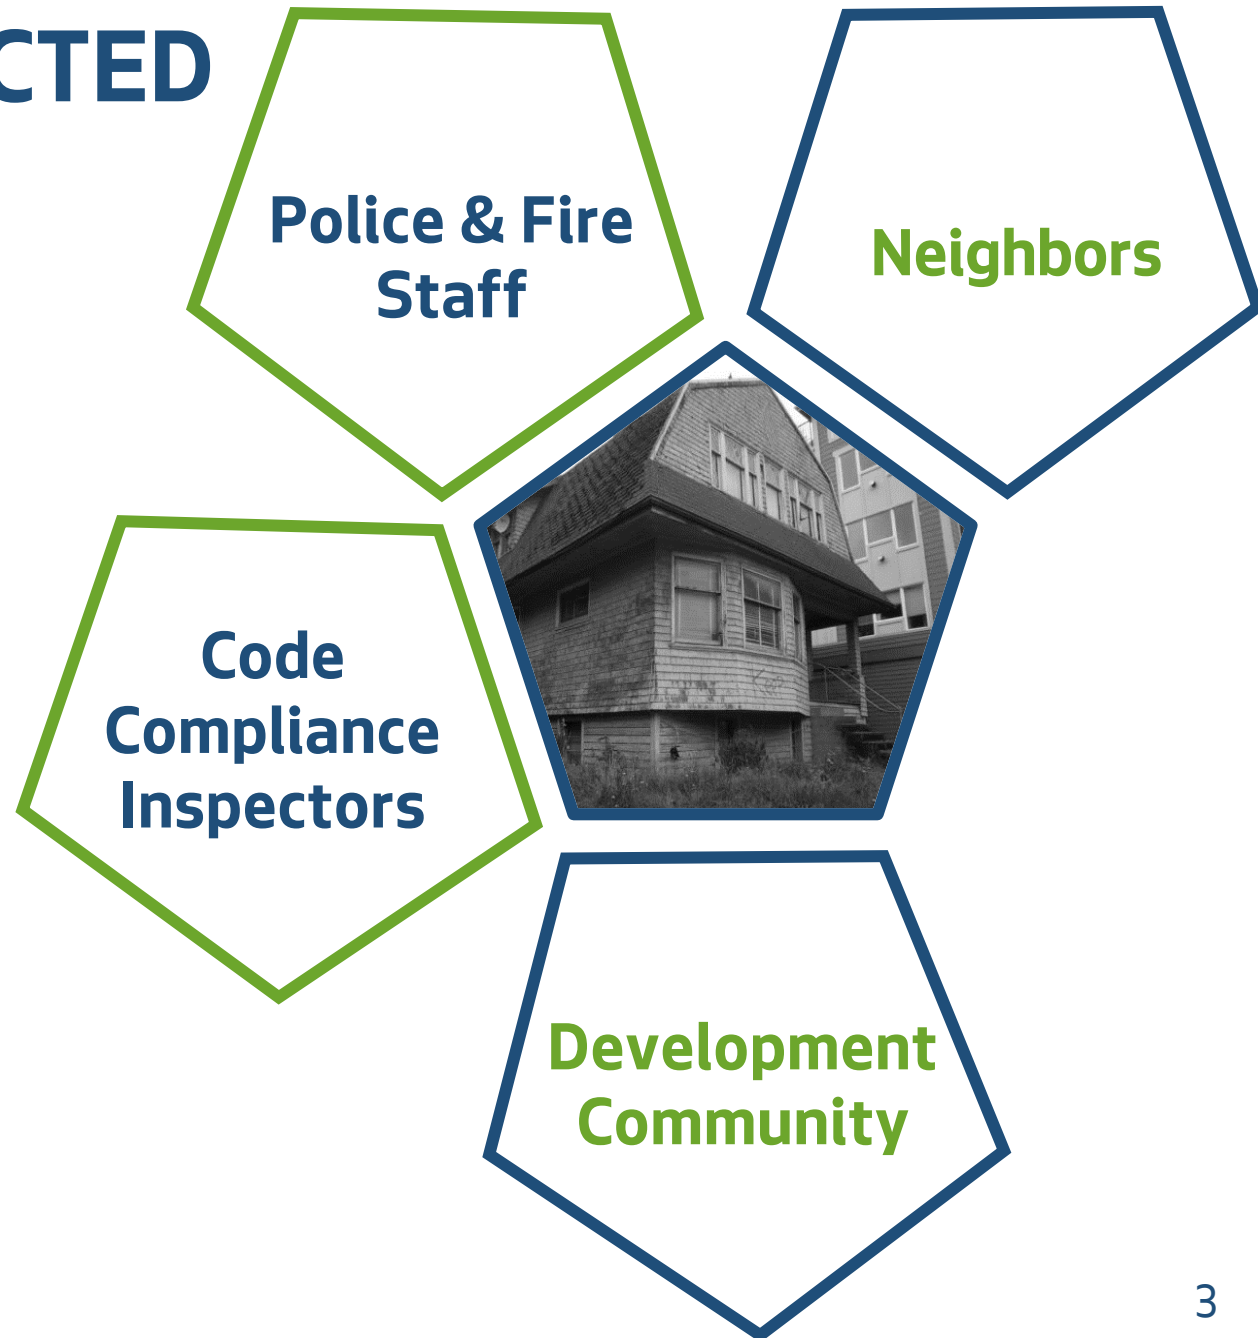 CTED
Police & Fire
Staff
Neighbors
Code
Compliance
Inspectors
Development
Community
3